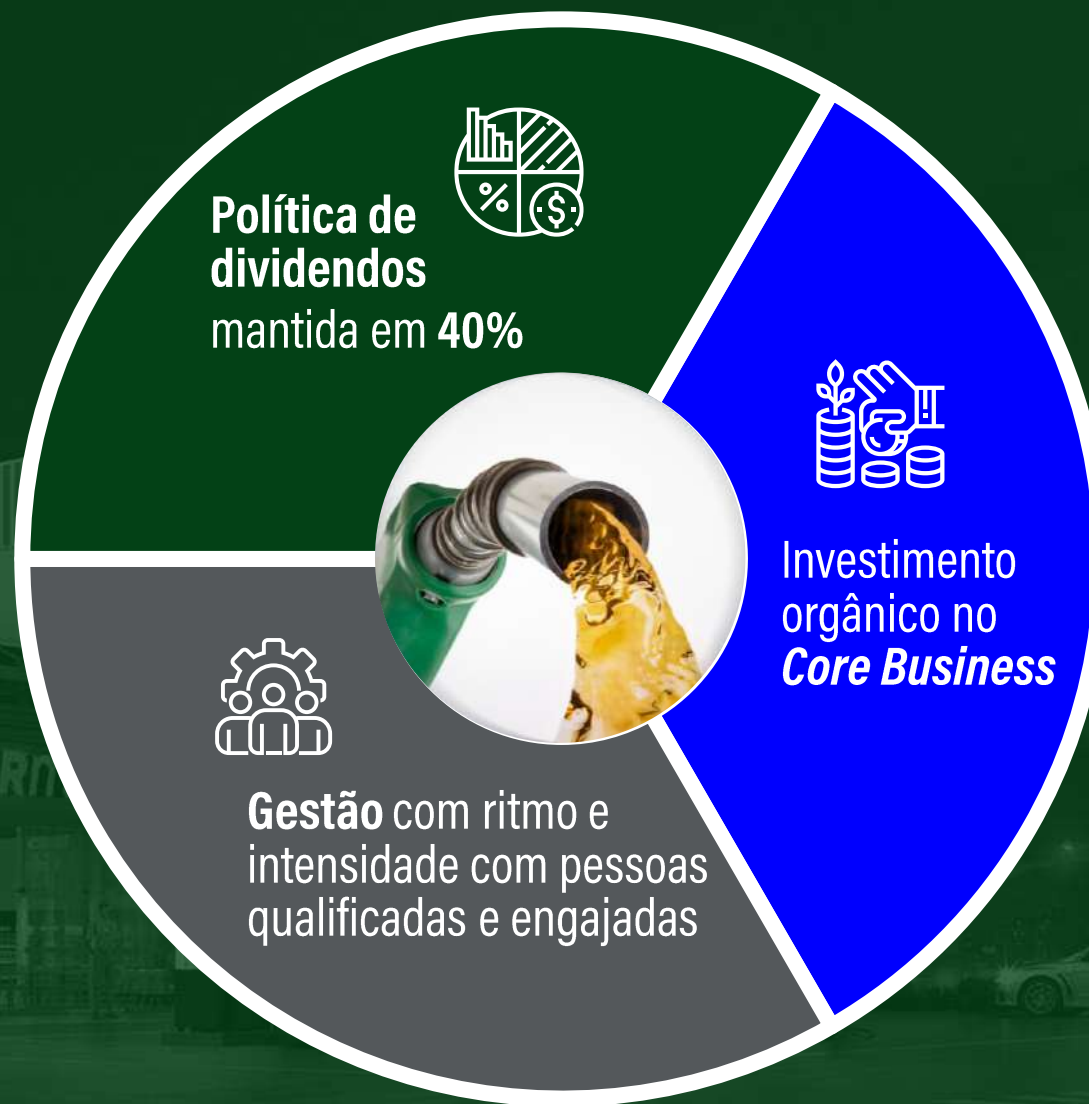 Política de
dividendos
mantida em 40%
Investimento
orgânico no
Core Business
Gestão com ritmo e
intensidade com pessoas
qualificadas e engajadas